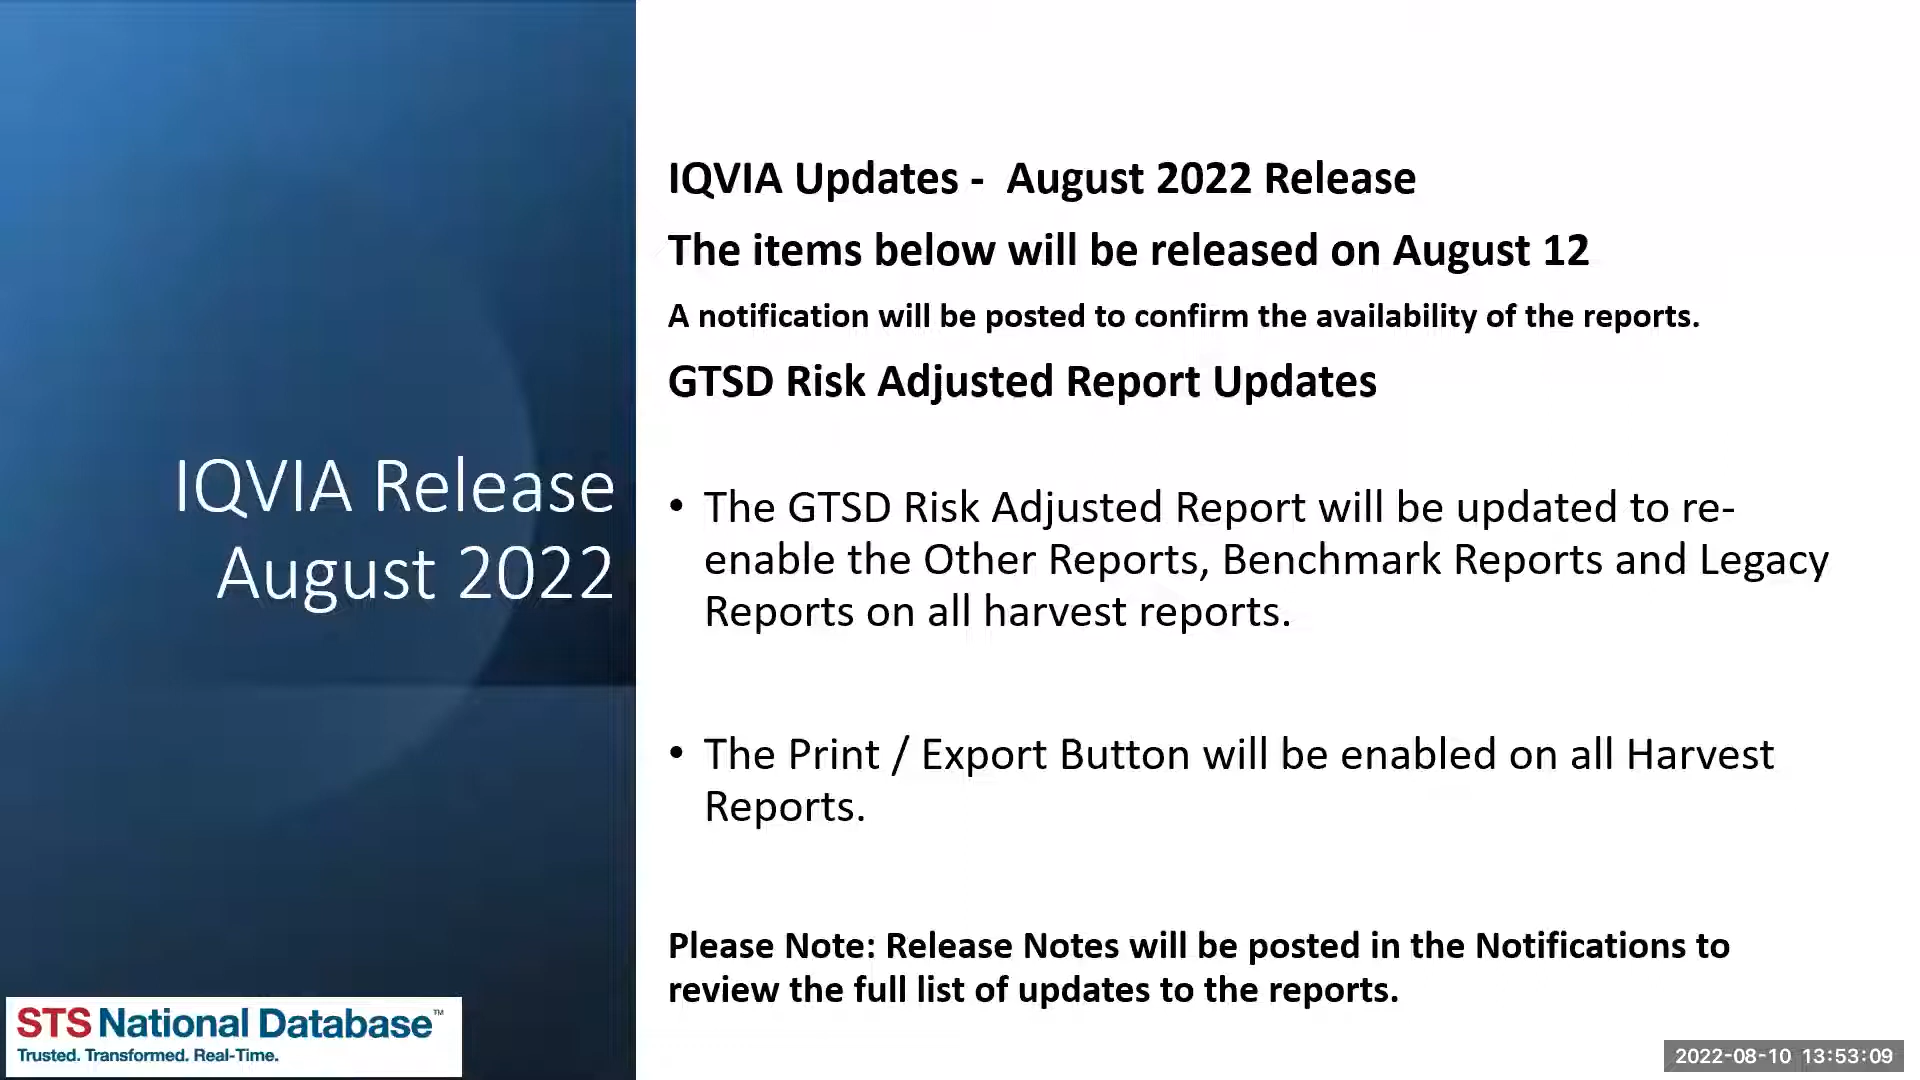 IQVIA Release
August 2022
IQVIA Updates - August 2022 Release
The items below will be released on August 12
A notification will be posted to confirm the availability of the reports.
GTSD Risk Adjusted Report Updates
• The GTSD Risk Adjusted Report will be updated to re-
enable the Other Reports, Benchmark Reports and Legacy
Reports on all harvest reports.
• The Print / Export Button will be enabled on all Harvest
Reports.
Please Note: Release Notes will be posted in the Notifications to
review the full list of updates to the reports.
STS National Database™
Trusted. Transformed. Real-Time.
2022-08-10 13:53:09